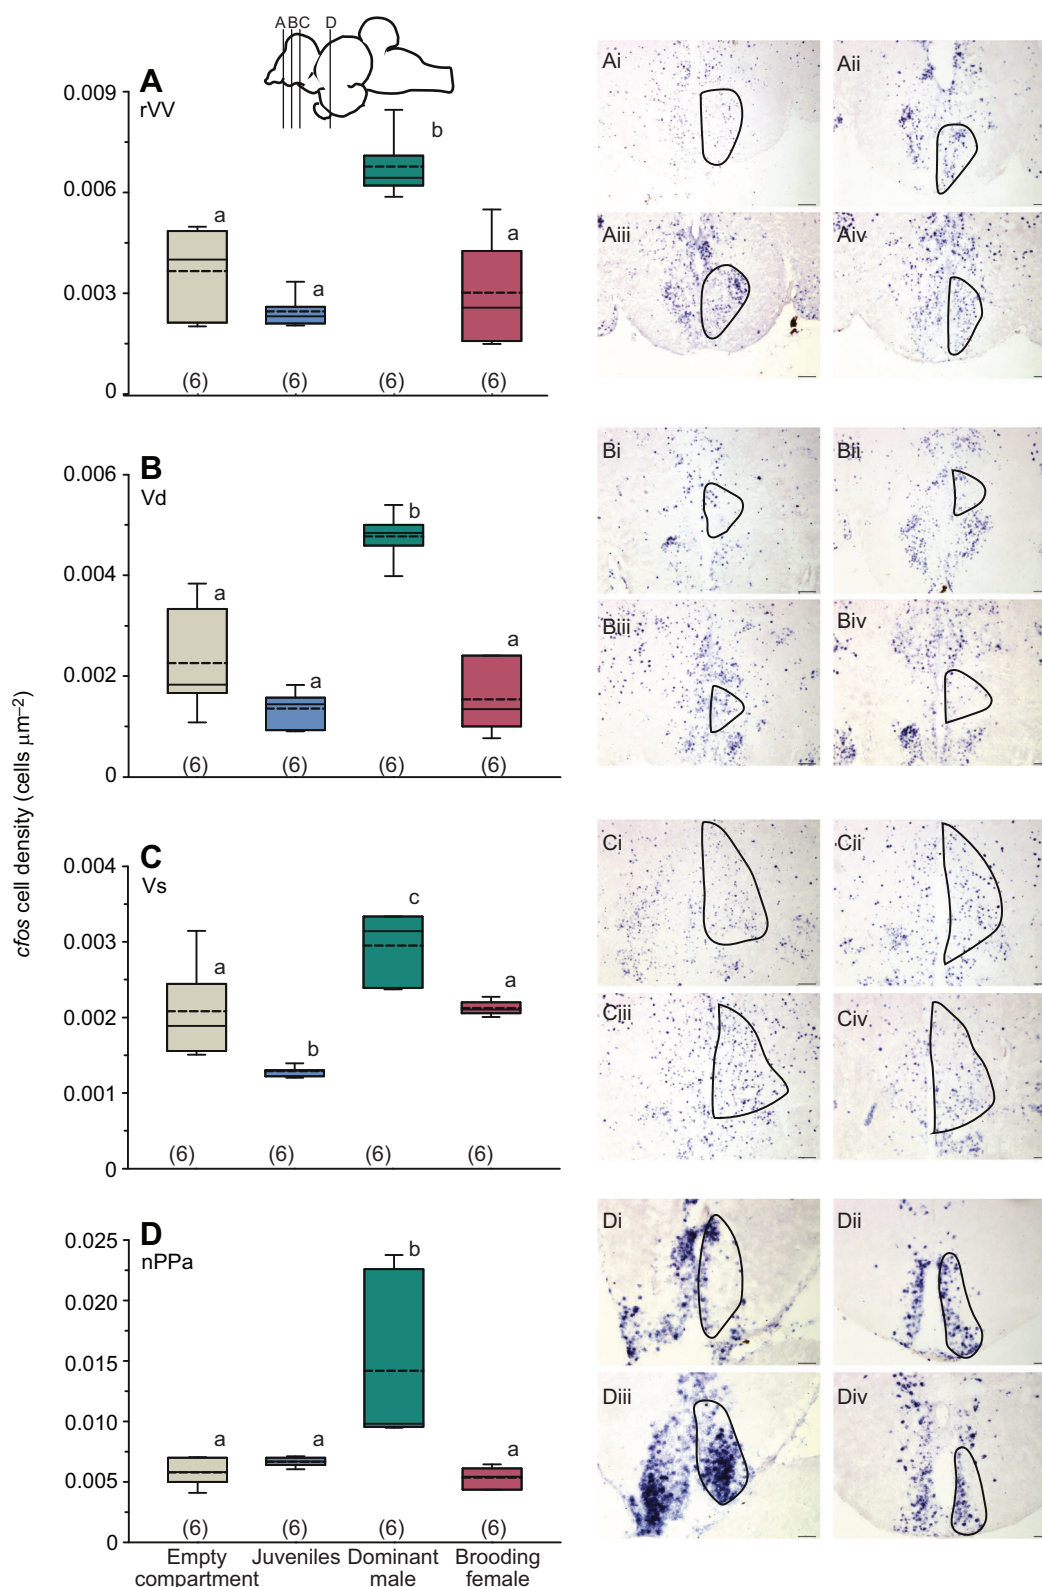 A BC D
A
rVV
0.009
0.006
0.003
0
a
a
b
a
(6) (6) (6) (6)
Ai
Aii
Aiii
Aiv
B
Vd
0.006
0.004
0.002
0
a
a
b
a
(6) (6) (6) (6)
Bi
Bii
Biii
Biv
cfos cell density (cells μm⁻²)
C
Vs
0.004
0.003
0.002
0.001
0
a
b
c
a
(6) (6) (6) (6)
Ci
Cii
Ciii
Civ
D
nPPa
0.025
0.020
0.015
0.010
0.005
0
a
a
b
a
(6) (6) (6) (6)
Empty compartment
Juveniles
Dominant male
Brooding female
Di
Dii
Diii
Div